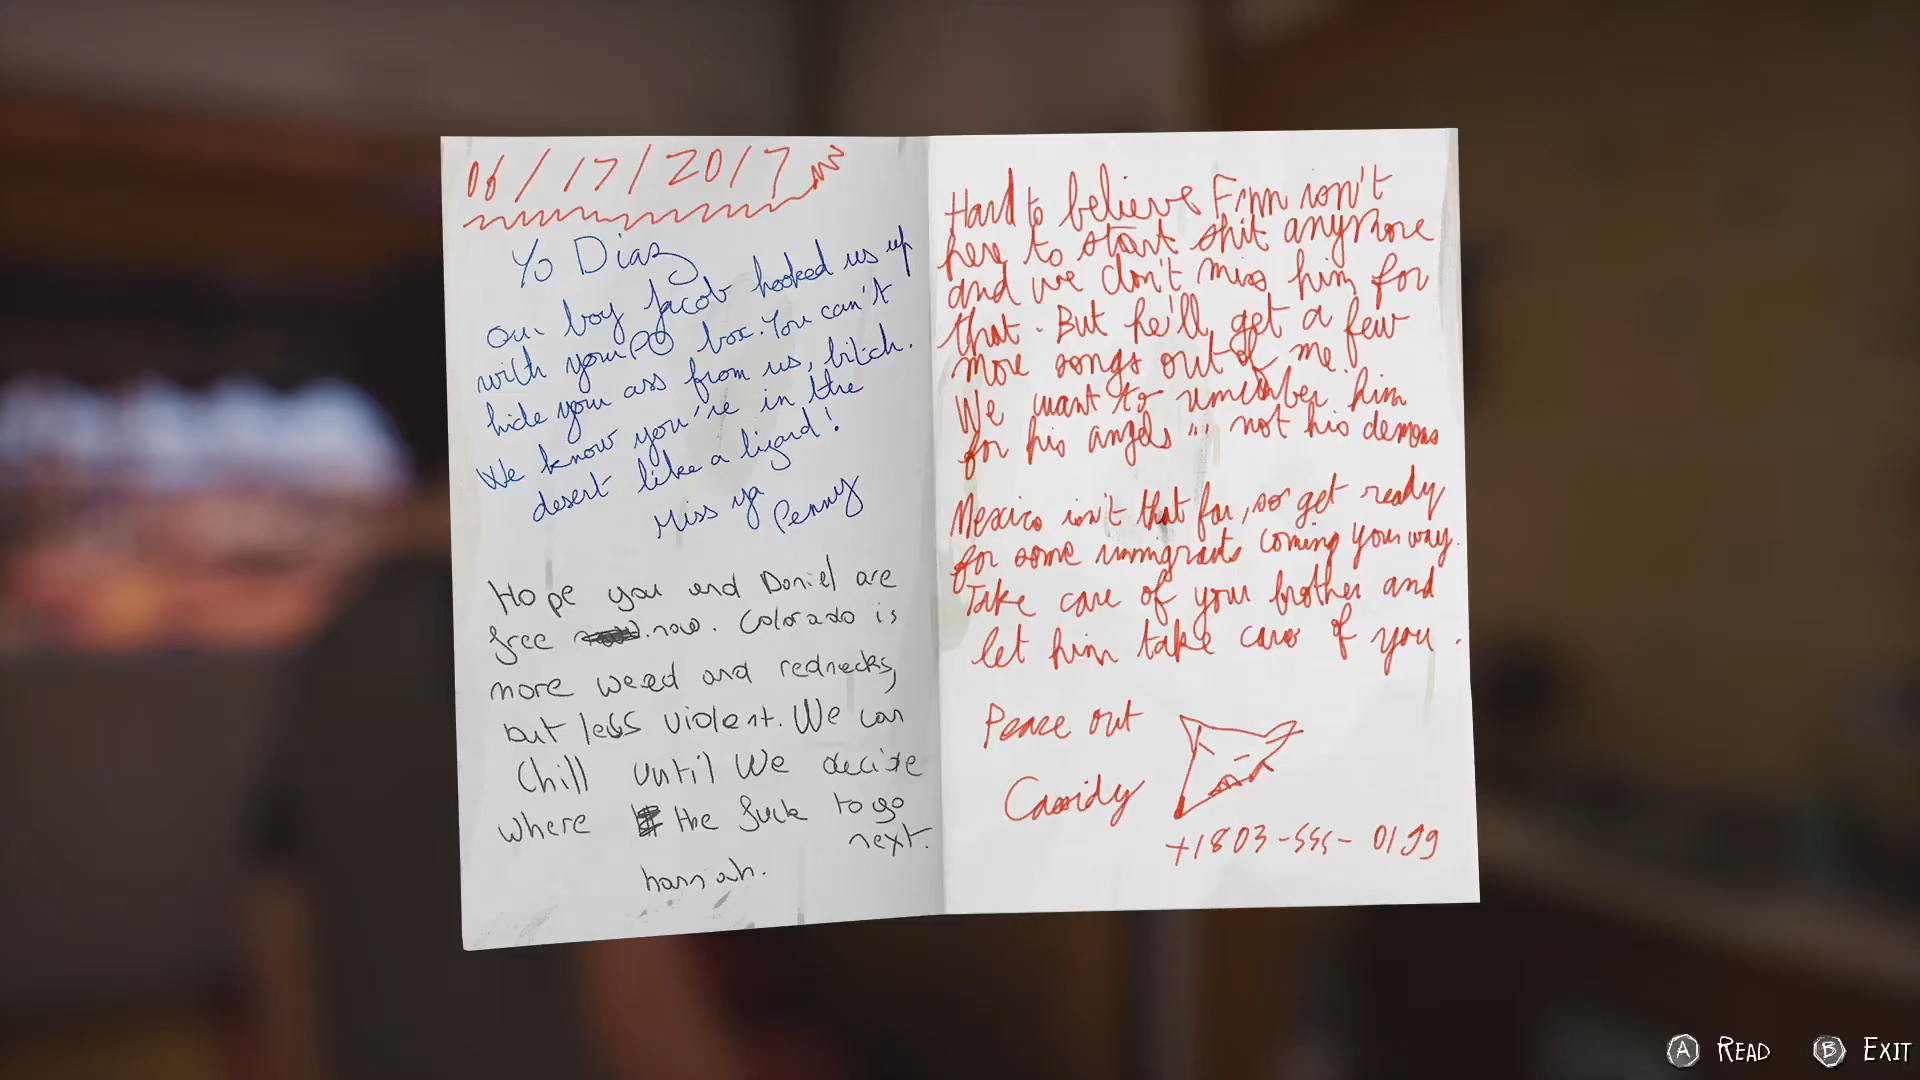 06/17/2017
Yo Diaz
Our boy Jacob hooked us up
with your PO box. You can't
hide your ass from us, bitch.
We know you're in the
desert like a lizard!
Miss ya
Penny
Hope you and Daniel are
free now. Colorado is
more weed and rednecks,
but less violent. We can
chill until We decide
where the fuck to go
next.
hannah.
Hard to believe Finn isn't
here to start shit anymore
and we don't miss him for
that. But he'll get a few
more songs out of me.
We want to remember him
for his angels... not his demons
Mexico isn't that far, so get ready
for some immigrants coming your way.
Take care of your brother and
let him take care of you.
Peace out
Cassidy
+1803-555-0199
A READ B EXIT